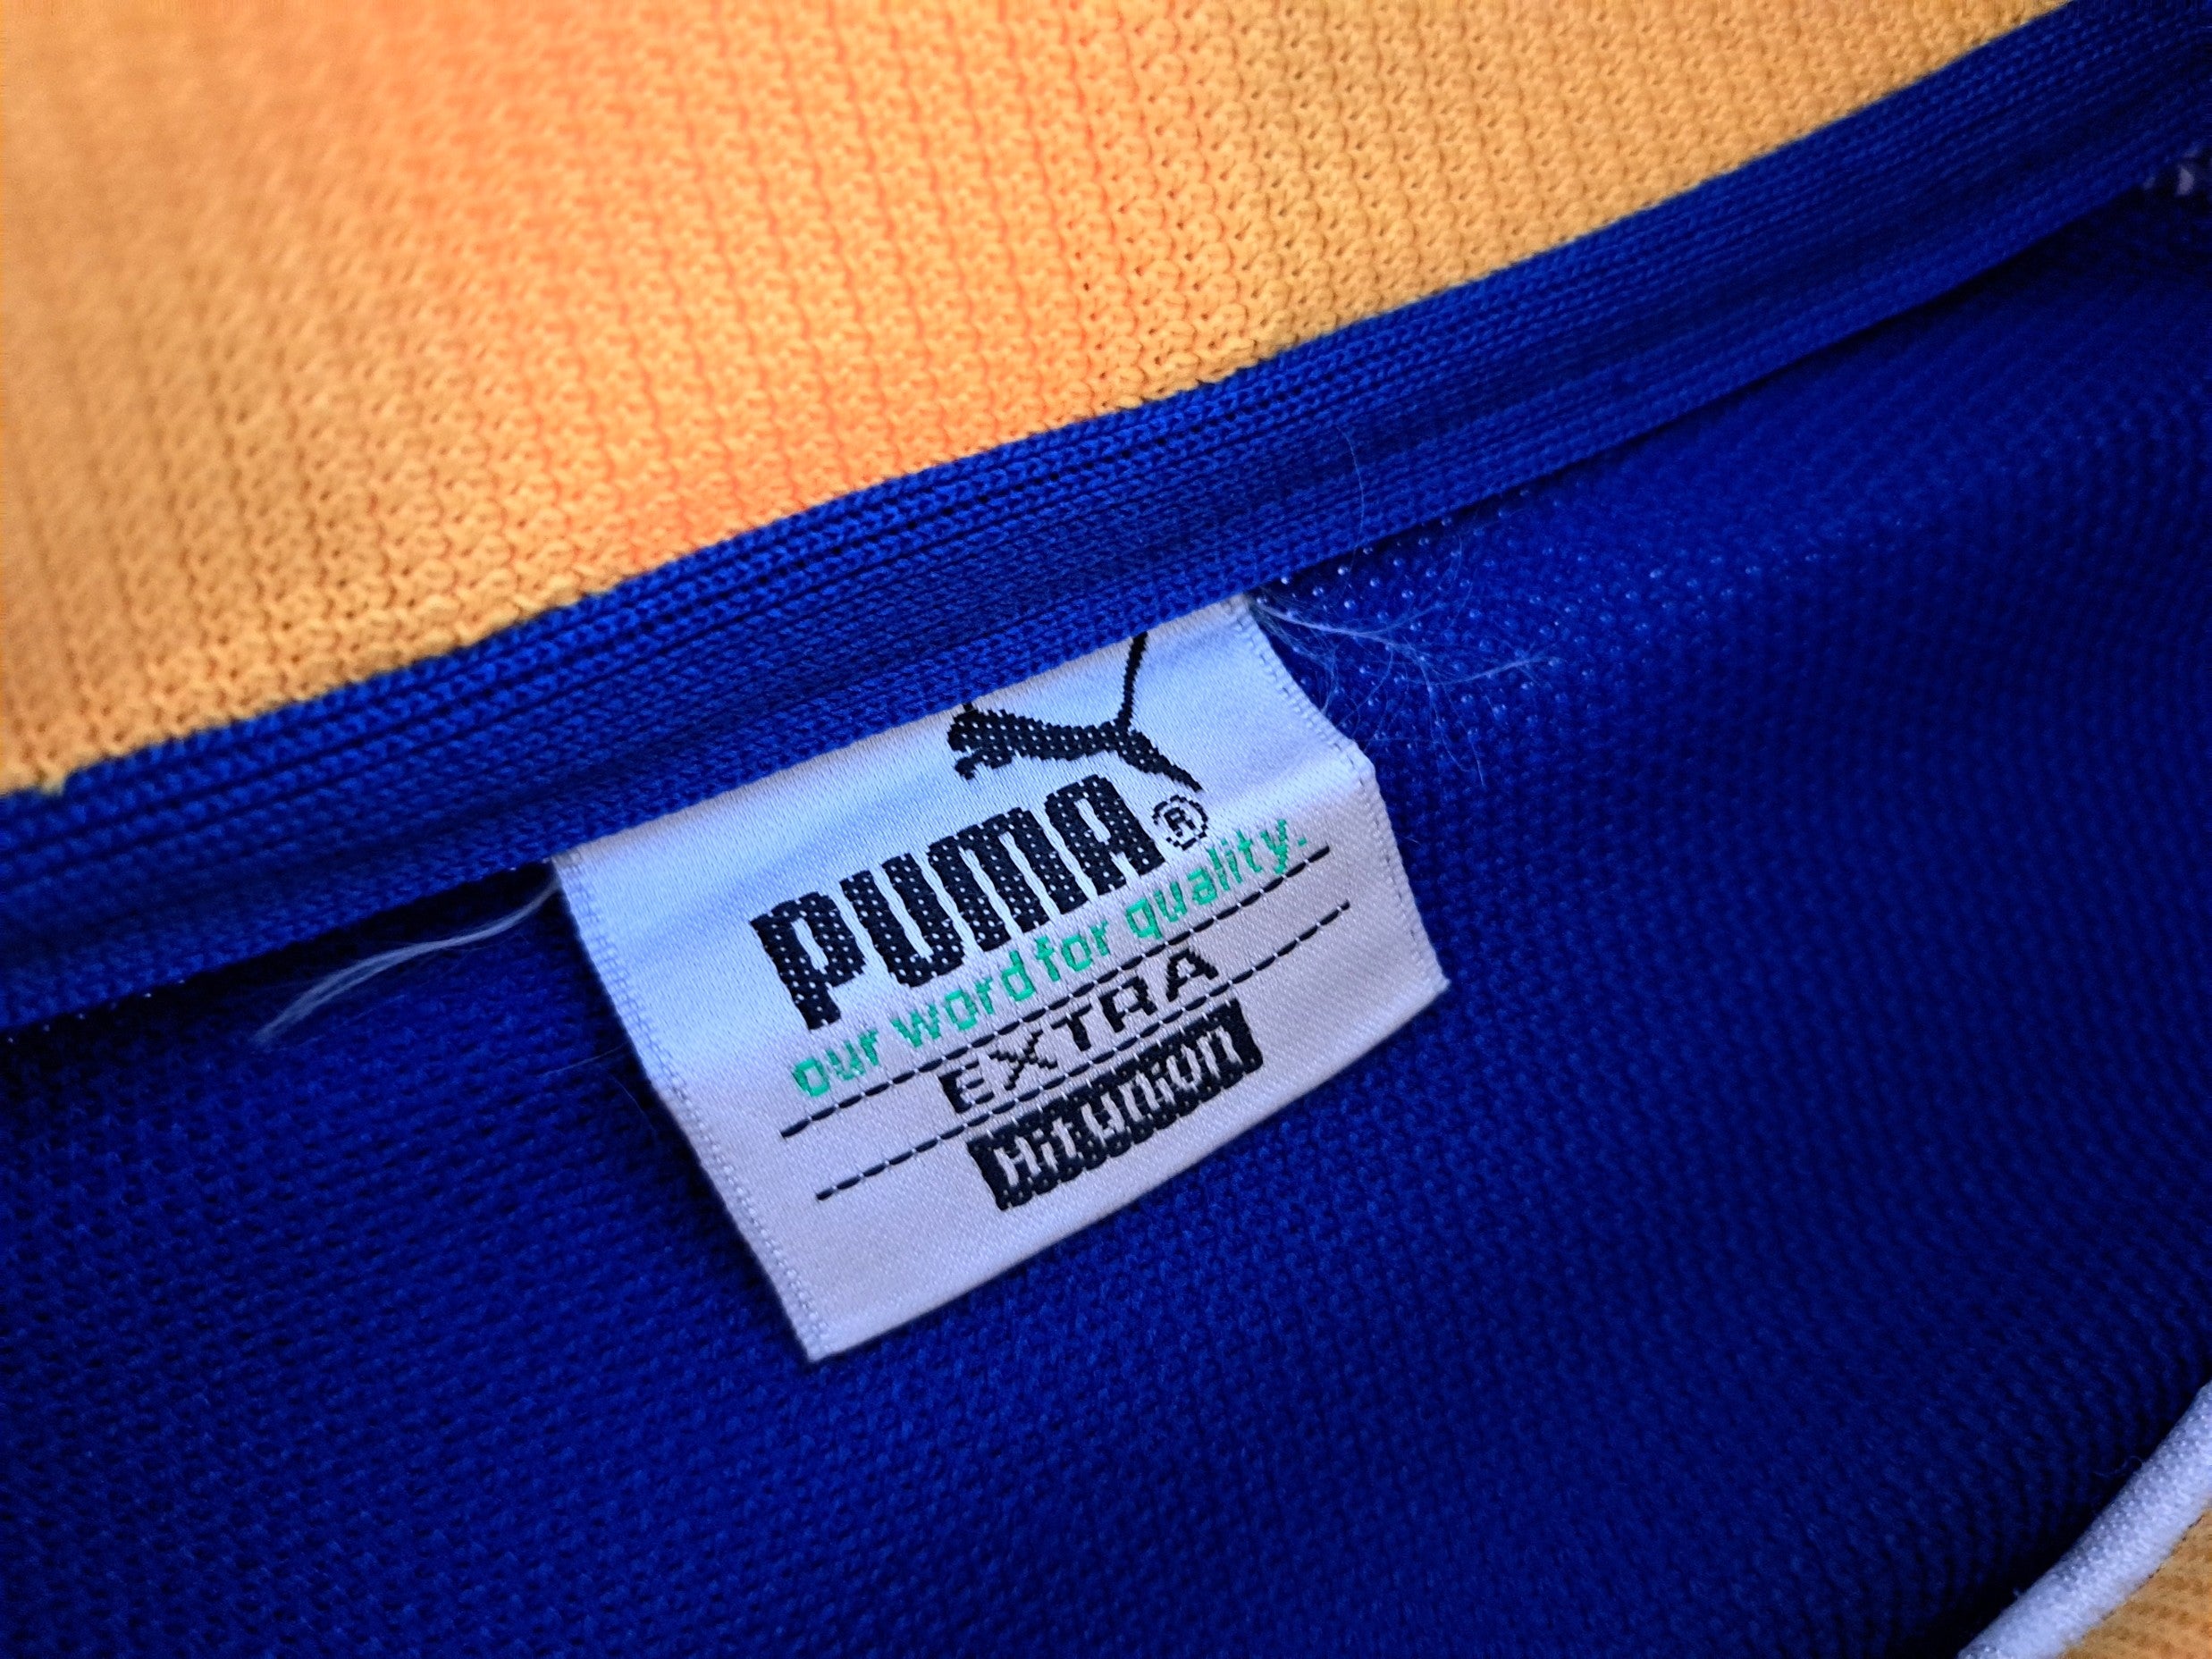 PUMA®
our word for quality.
EXTRA
Hit Union